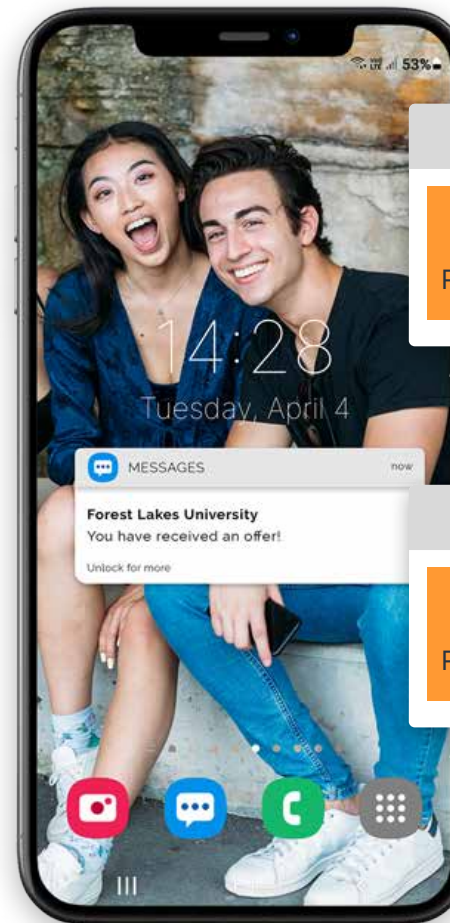 VoLTE 53%
14:28
Tuesday, April 4
MESSAGES now
Forest Lakes University
You have received an offer!
Unlock for more